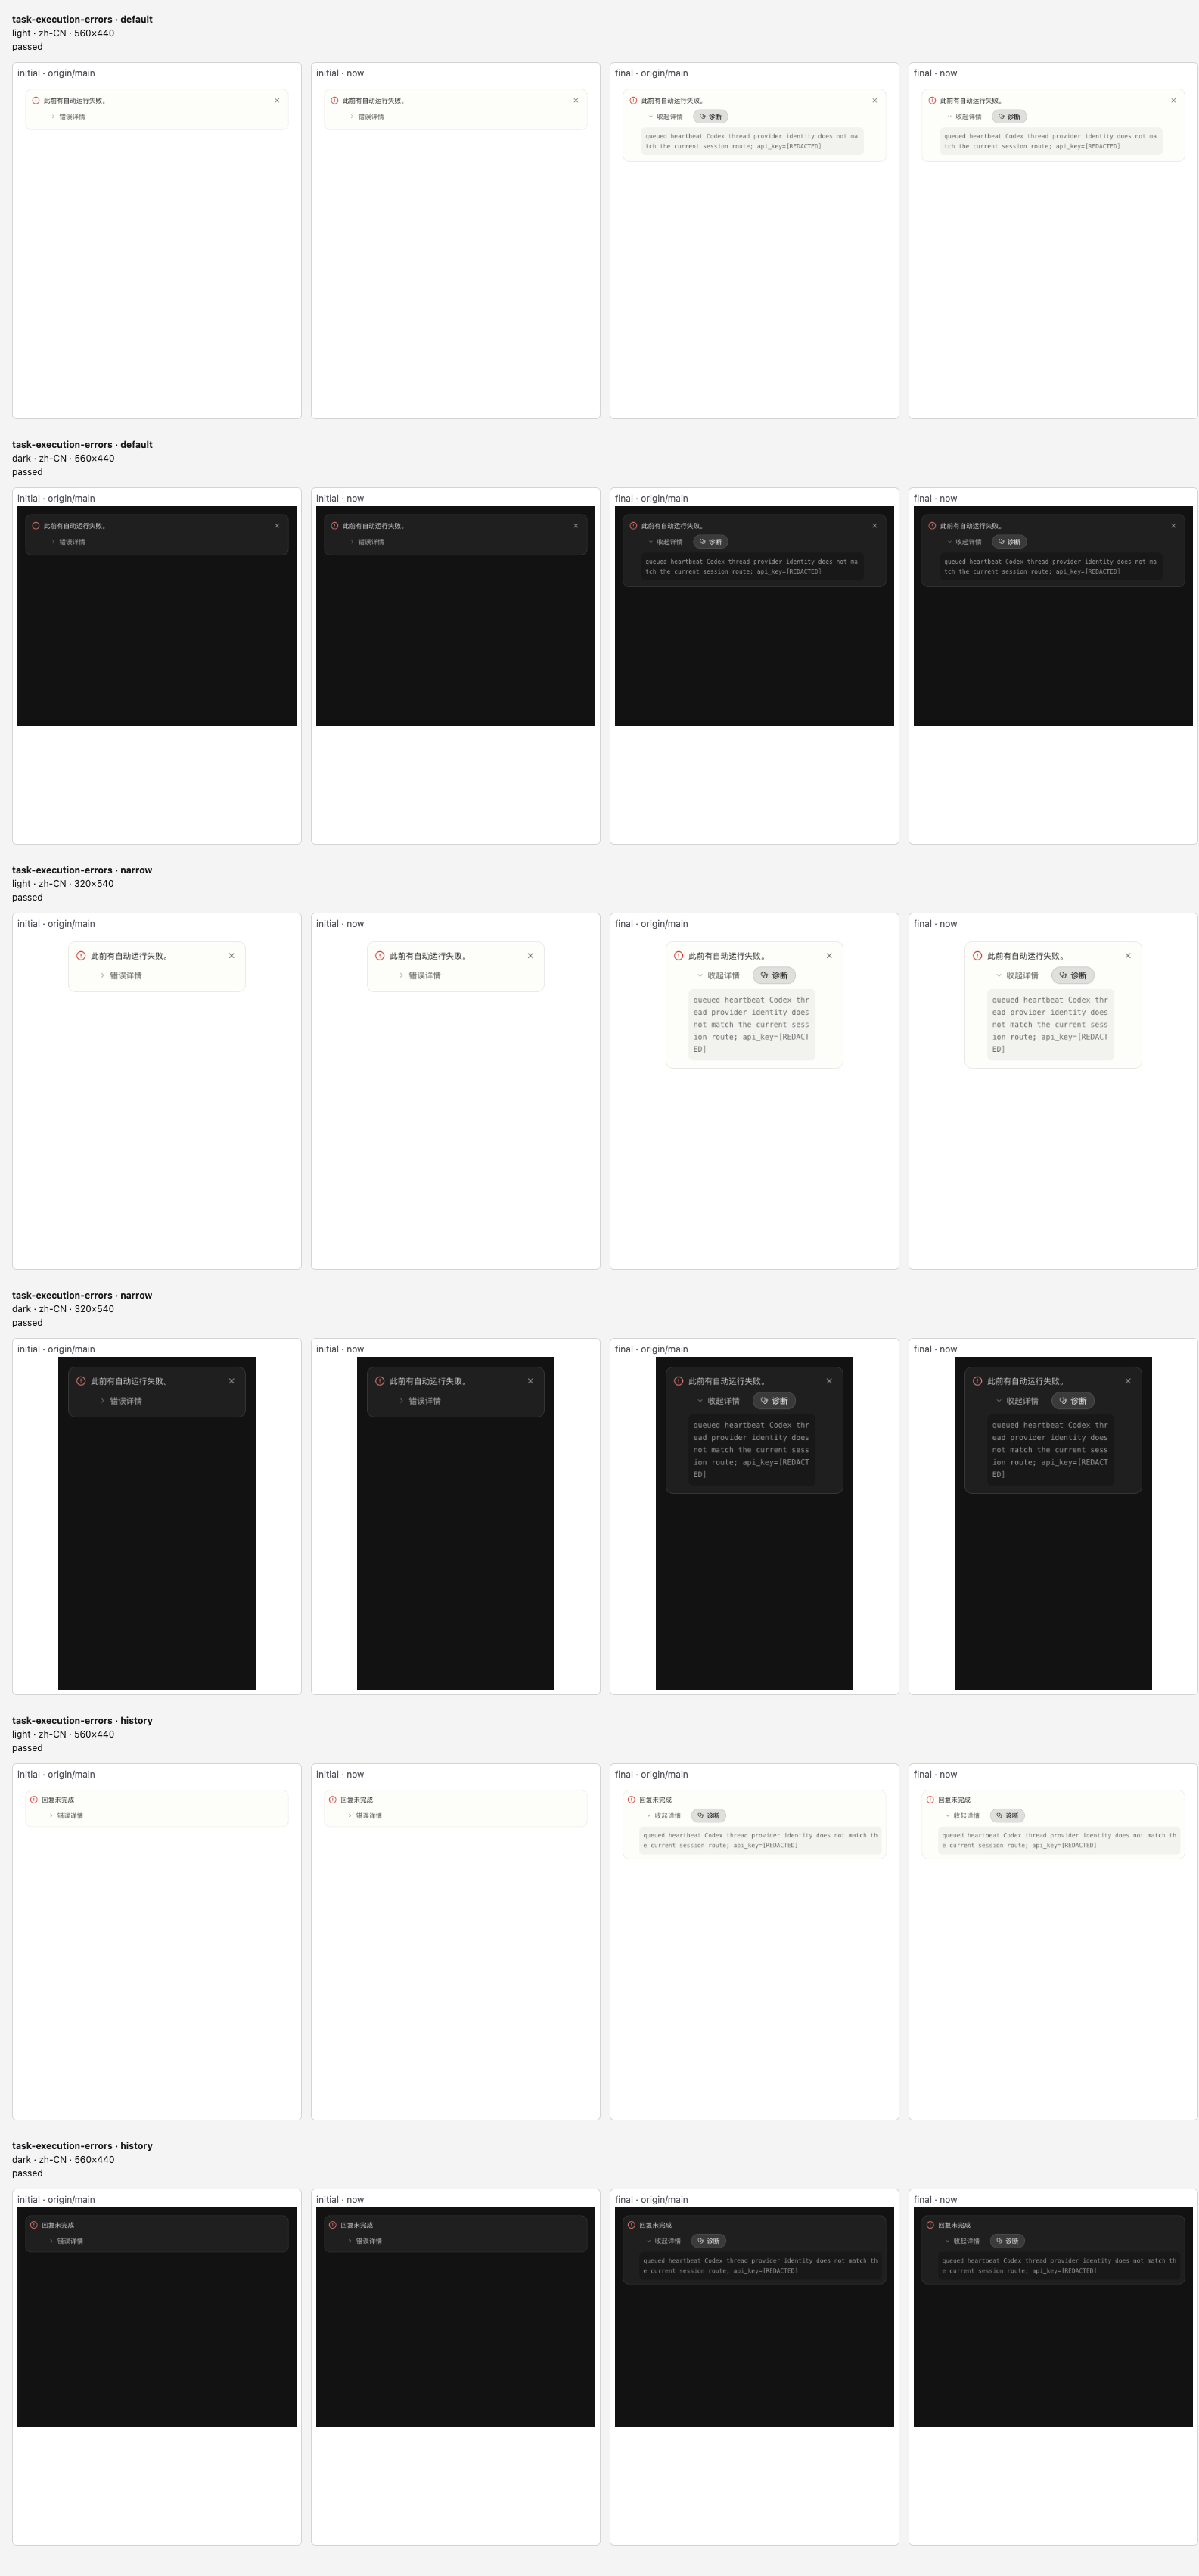 task-execution-errors · default
light · zh-CN · 560×440
passed
initial · origin/main
此前有自动运行失败。
错误详情
initial · now
此前有自动运行失败。
错误详情
final · origin/main
此前有自动运行失败。
收起详情 诊断
queued heartbeat Codex thread provider identity does not ma
tch the current session route; api_key=[REDACTED]
final · now
此前有自动运行失败。
收起详情 诊断
queued heartbeat Codex thread provider identity does not ma
tch the current session route; api_key=[REDACTED]
task-execution-errors · default
dark · zh-CN · 560×440
passed
initial · origin/main
此前有自动运行失败。
错误详情
initial · now
此前有自动运行失败。
错误详情
final · origin/main
此前有自动运行失败。
收起详情 诊断
queued heartbeat Codex thread provider identity does not ma
tch the current session route; api_key=[REDACTED]
final · now
此前有自动运行失败。
收起详情 诊断
queued heartbeat Codex thread provider identity does not ma
tch the current session route; api_key=[REDACTED]
task-execution-errors · narrow
light · zh-CN · 320×540
passed
initial · origin/main
此前有自动运行失败。
错误详情
initial · now
此前有自动运行失败。
错误详情
final · origin/main
此前有自动运行失败。
收起详情 诊断
queued heartbeat Codex thr
ead provider identity does
not match the current sess
ion route; api_key=[REDACT
ED]
final · now
此前有自动运行失败。
收起详情 诊断
queued heartbeat Codex thr
ead provider identity does
not match the current sess
ion route; api_key=[REDACT
ED]
task-execution-errors · narrow
dark · zh-CN · 320×540
passed
initial · origin/main
此前有自动运行失败。
错误详情
initial · now
此前有自动运行失败。
错误详情
final · origin/main
此前有自动运行失败。
收起详情 诊断
queued heartbeat Codex thr
ead provider identity does
not match the current sess
ion route; api_key=[REDACT
ED]
final · now
此前有自动运行失败。
收起详情 诊断
queued heartbeat Codex thr
ead provider identity does
not match the current sess
ion route; api_key=[REDACT
ED]
task-execution-errors · history
light · zh-CN · 560×440
passed
initial · origin/main
回复未完成
错误详情
initial · now
回复未完成
错误详情
final · origin/main
回复未完成
收起详情 诊断
queued heartbeat Codex thread provider identity does not match th
e current session route; api_key=[REDACTED]
final · now
回复未完成
收起详情 诊断
queued heartbeat Codex thread provider identity does not match th
e current session route; api_key=[REDACTED]
task-execution-errors · history
dark · zh-CN · 560×440
passed
initial · origin/main
回复未完成
错误详情
initial · now
回复未完成
错误详情
final · origin/main
回复未完成
收起详情 诊断
queued heartbeat Codex thread provider identity does not match th
e current session route; api_key=[REDACTED]
final · now
回复未完成
收起详情 诊断
queued heartbeat Codex thread provider identity does not match th
e current session route; api_key=[REDACTED]